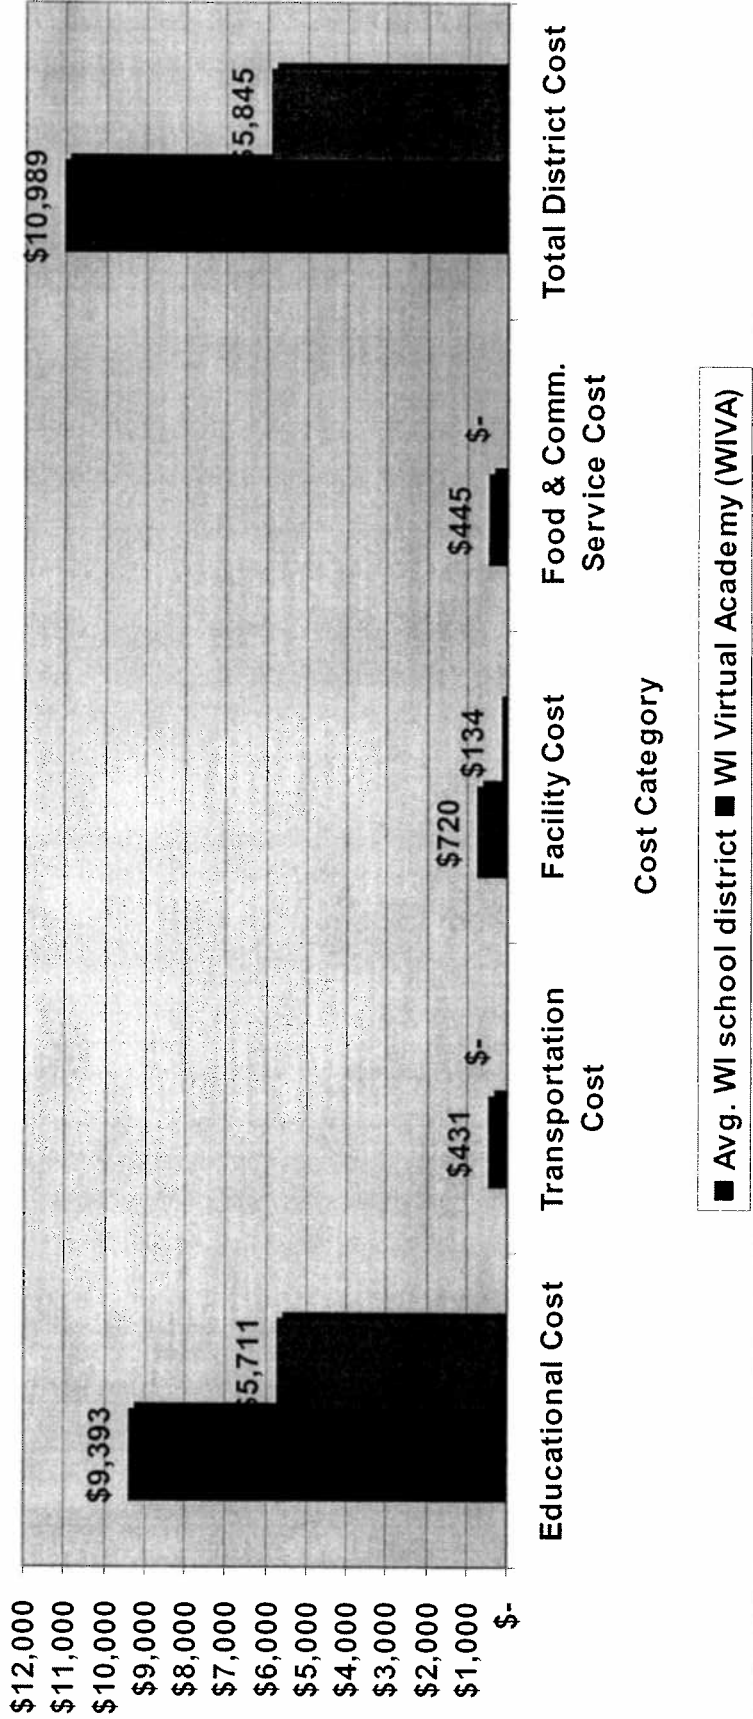 $12,000
$11,000
$10,000
$9,000
$8,000
$7,000
$6,000
$5,000
$4,000
$3,000
$2,000
$1,000
$-
$9,393
$5,711
$431
$-
$720
$134
$445
$-
$10,989
$5,845
Educational Cost
Transportation
Cost
Facility Cost
Food & Comm.
Service Cost
Total District Cost
Cost Category
Avg. WI school district
WI Virtual Academy (WIVA)